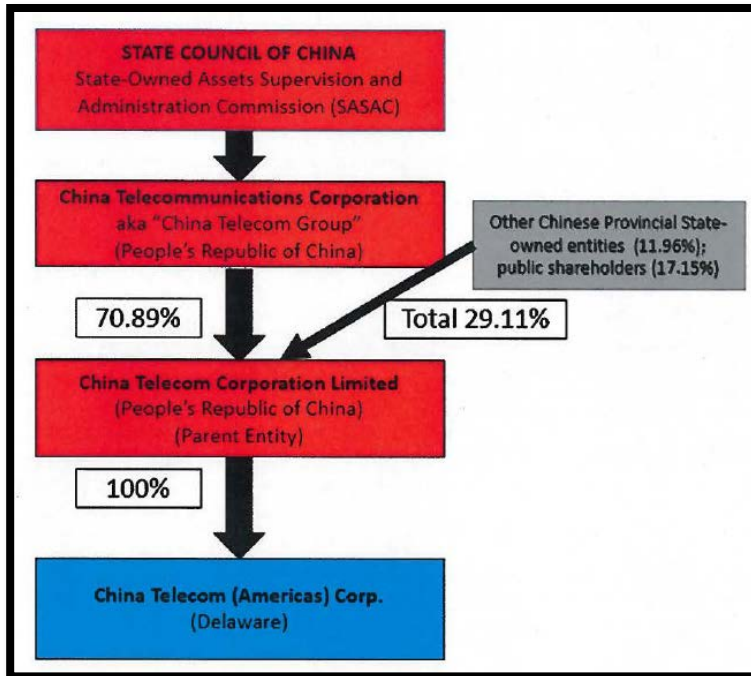 STATE COUNCIL OF CHINA
State-Owned Assets Supervision and
Administration Commission (SASAC)
China Telecommunications Corporation
aka “China Telecom Group”
(People’s Republic of China)
Other Chinese Provincial State-
owned entities (11.96%);
public shareholders (17.15%)
70.89%
Total 29.11%
China Telecom Corporation Limited
(People’s Republic of China)
(Parent Entity)
100%
China Telecom (Americas) Corp.
(Delaware)